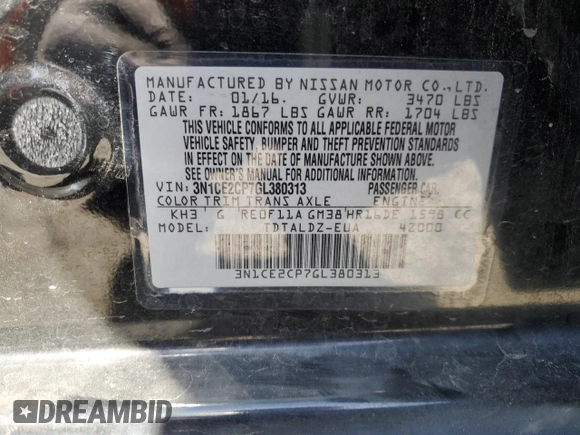 MANUFACTURED BY NISSAN MOTOR CO.,LTD.
DATE: 01/16. GVWR: 3470 LBS
GAWR FR: 1867 LBS GAWR RR: 1704 LBS
THIS VEHICLE CONFORMS TO ALL APPLICABLE FEDERAL MOTOR
VEHICLE SAFETY, BUMPER AND THEFT PREVENTION STANDARDS
IN EFFECT ON THE DATE OF MANUFACTURE SHOWN ABOVE.
SEE OWNER'S MANUAL FOR ADDITIONAL INFORMATION.
VIN: 3N1CE2CP7GL380313 PASSENGER CAR.
COLOR TRIM TRANS AXLE ENGINE
KH3 G RE0F11A GM38 HR16DE 1598 CC
MODEL: TDTALDZ-EUA 4Z000
3N1CE2CP7GL380313
DREAMBID